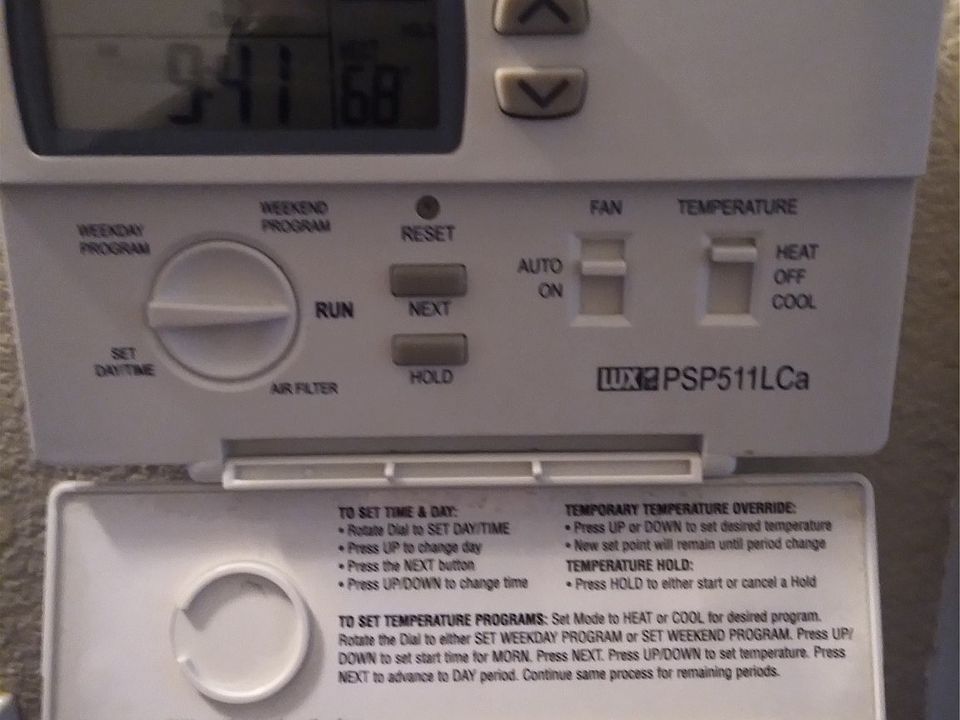 9:41
68
WEEKDAY
PROGRAM
WEEKEND
PROGRAM
RUN
SET
DAY/TIME
AIR FILTER
RESET
NEXT
HOLD
FAN
AUTO
ON
TEMPERATURE
HEAT
OFF
COOL
LUX PSP511LCa
TO SET TIME & DAY:
• Rotate Dial to SET DAY/TIME
• Press UP to change day
• Press the NEXT button
• Press UP/DOWN to change time
TEMPORARY TEMPERATURE OVERRIDE:
• Press UP or DOWN to set desired temperature
• New set point will remain until period change
TEMPERATURE HOLD:
• Press HOLD to either start or cancel a Hold
TO SET TEMPERATURE PROGRAMS: Set Mode to HEAT or COOL for desired program.
Rotate the Dial to either SET WEEKDAY PROGRAM or SET WEEKEND PROGRAM. Press UP/
DOWN to set start time for MORN. Press NEXT. Press UP/DOWN to set temperature. Press
NEXT to advance to DAY period. Continue same process for remaining periods.